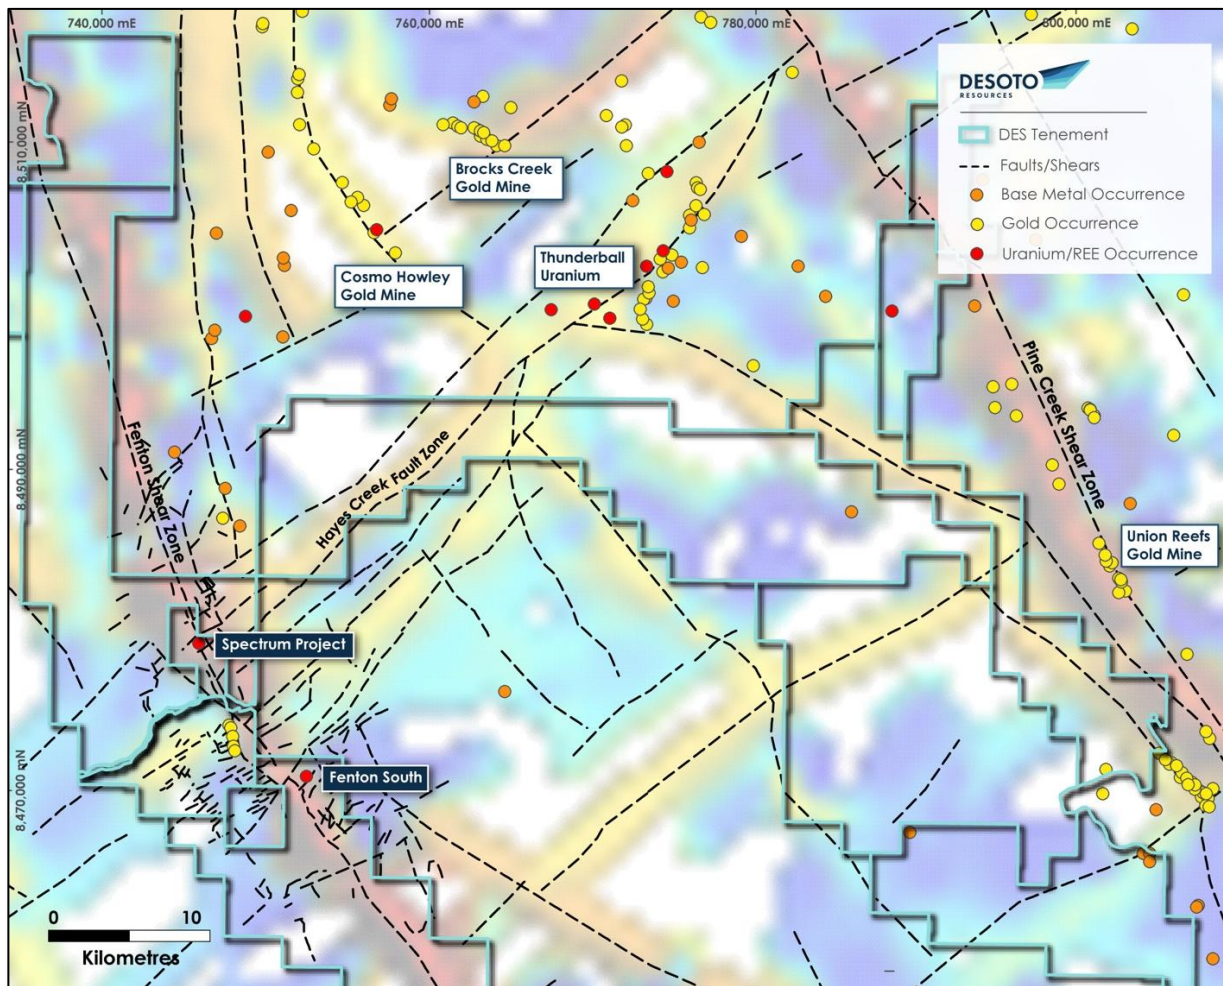 740,000 mE
760,000 mE
780,000 mE
800,000 mE
DESOTO
RESOURCES
DES Tenement
Faults/Shears
Base Metal Occurrence
Gold Occurrence
Uranium/REE Occurrence
8,510,000 mN
Brocks Creek
Gold Mine
Thunderball
Uranium
Cosmo Howley
Gold Mine
Pine Creek Shear Zone
Fenton Shear Zone
8,490,000 mN
Hayes Creek Fault Zone
Union Reefs
Gold Mine
Spectrum Project
Fenton South
8,470,000 mN
0 10
Kilometres